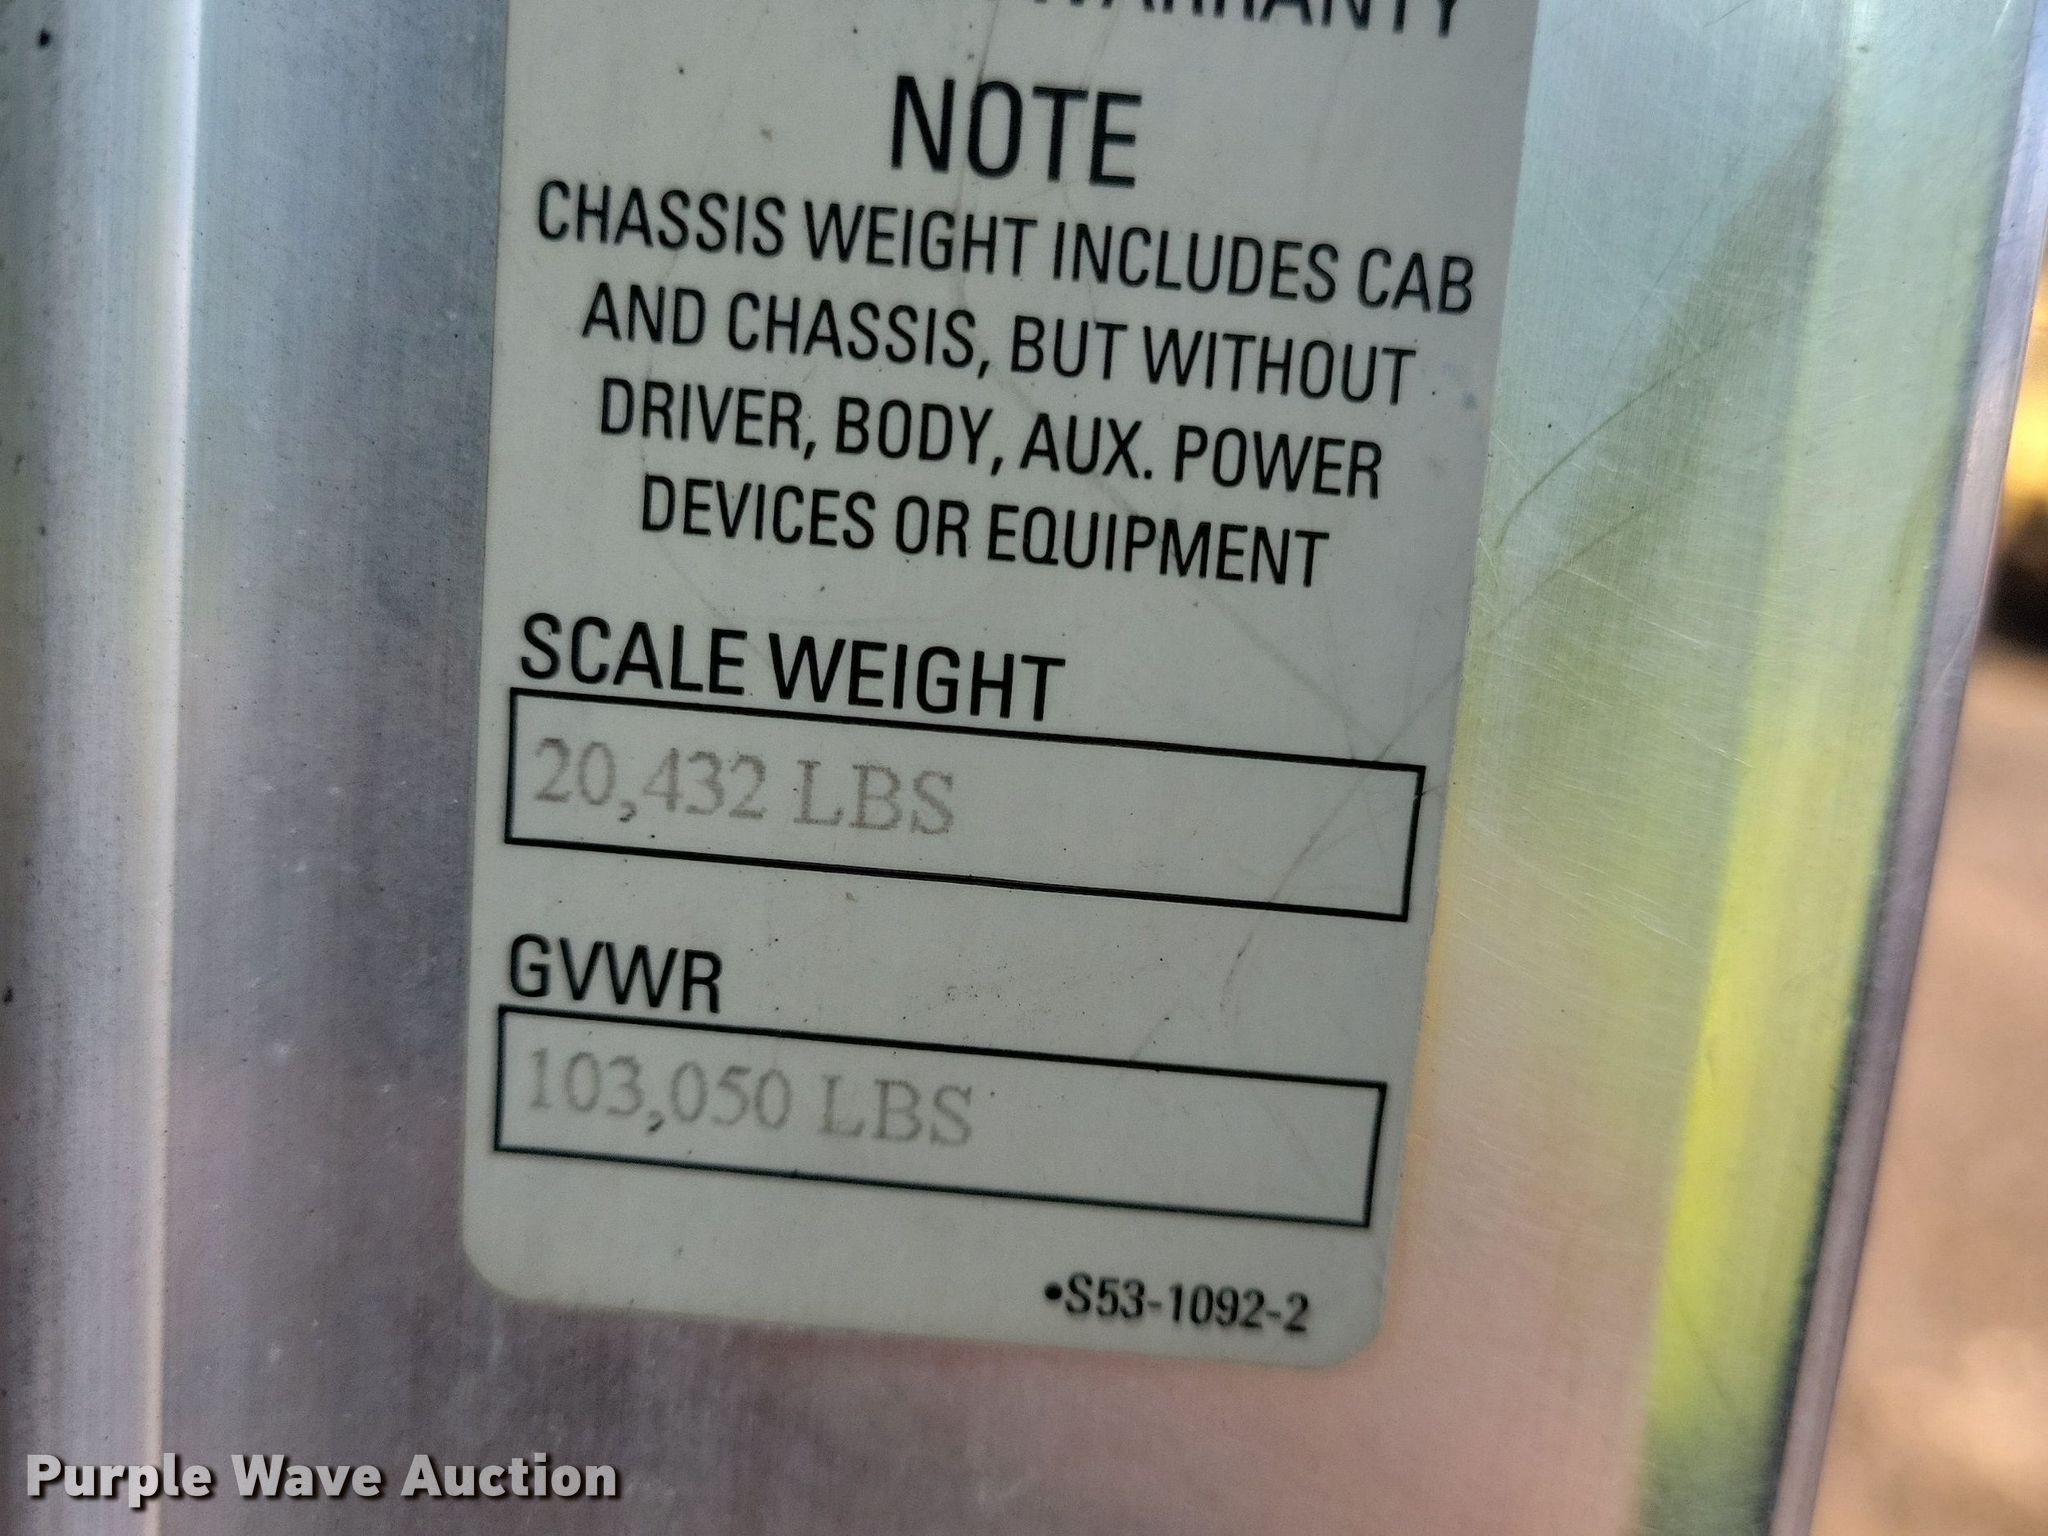 WARRANTY
NOTE
CHASSIS WEIGHT INCLUDES CAB
AND CHASSIS, BUT WITHOUT
DRIVER, BODY, AUX. POWER
DEVICES OR EQUIPMENT
SCALE WEIGHT
20,432 LBS
GVWR
103,050 LBS
•S53-1092-2
Purple Wave Auction